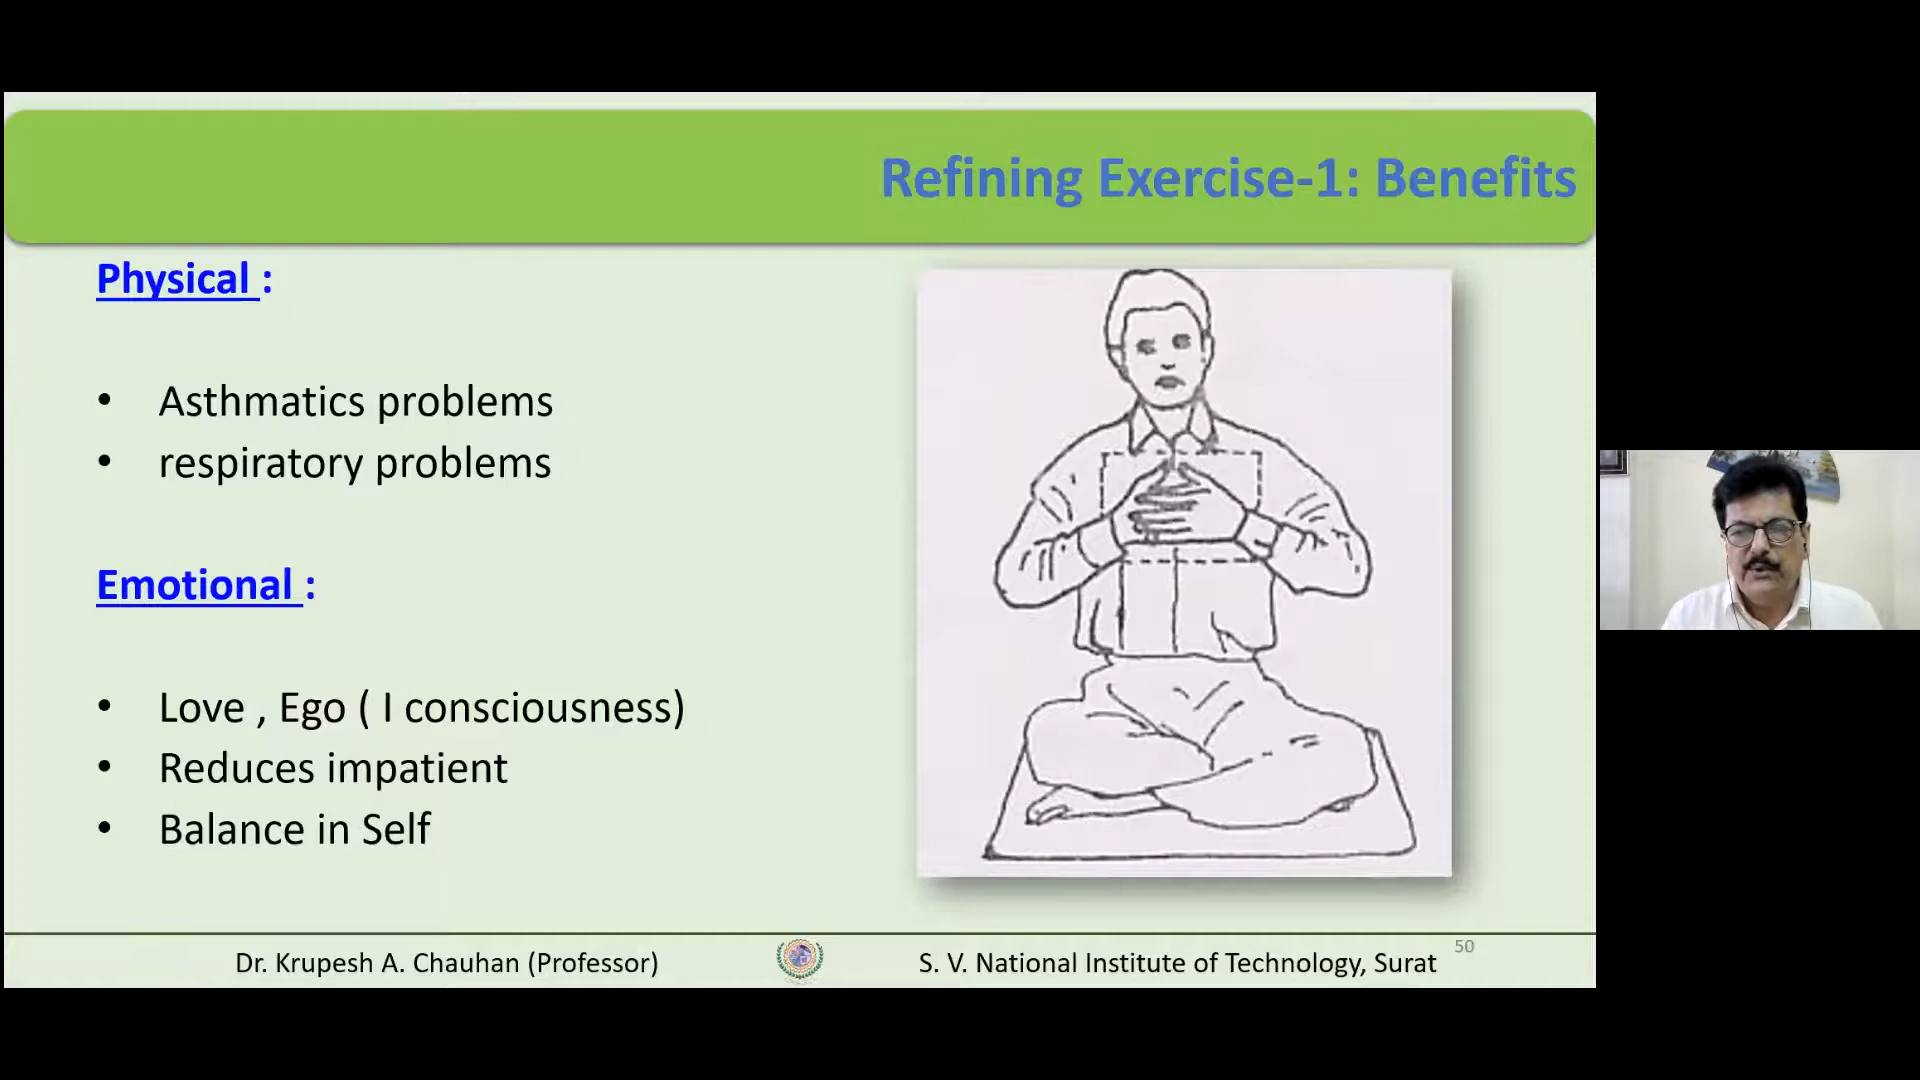 Refining Exercise-1: Benefits
Physical :
• Asthmatics problems
• respiratory problems
Emotional :
• Love , Ego ( I consciousness)
• Reduces impatient
• Balance in Self
Dr. Krupesh A. Chauhan (Professor)
S. V. National Institute of Technology, Surat
50